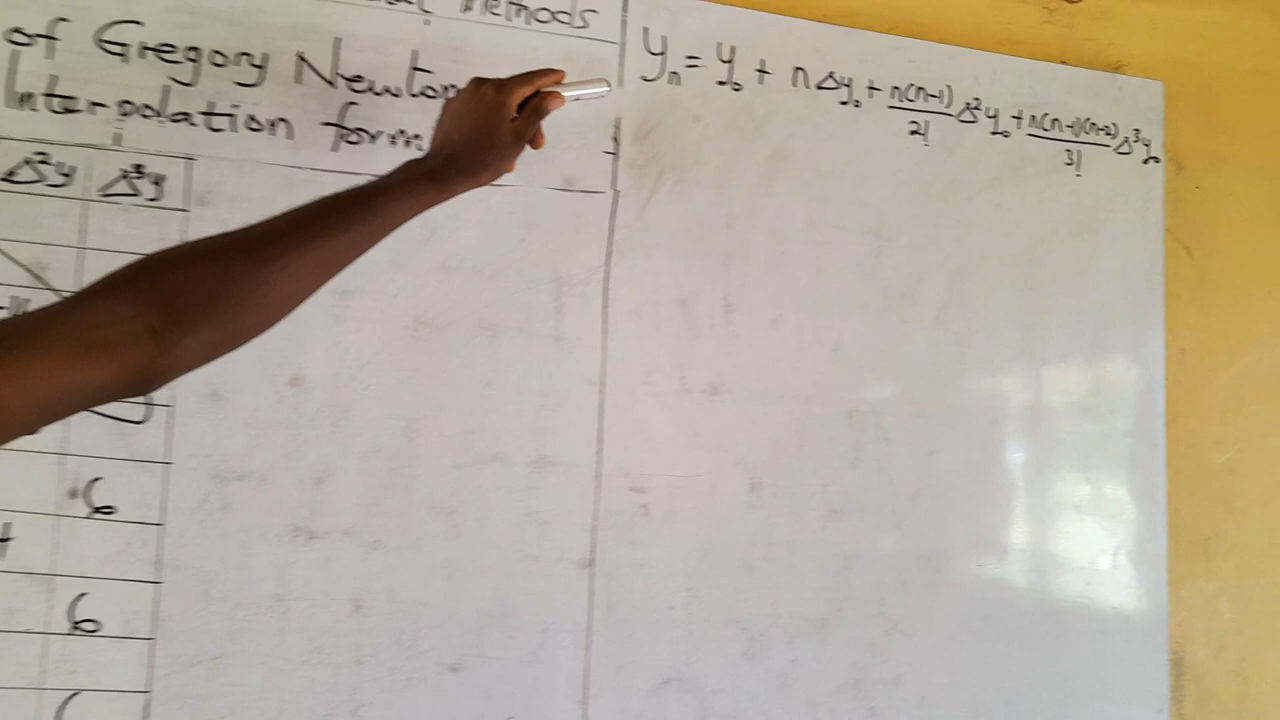 Methods
of Gregory Newton
Interpolation form
Δ²y Δ³y
6
6
yₙ = y₀ + nΔy₀ + n(n-1)/2! Δ²y₀ + n(n-1)(n-2)/3! Δ³y₀